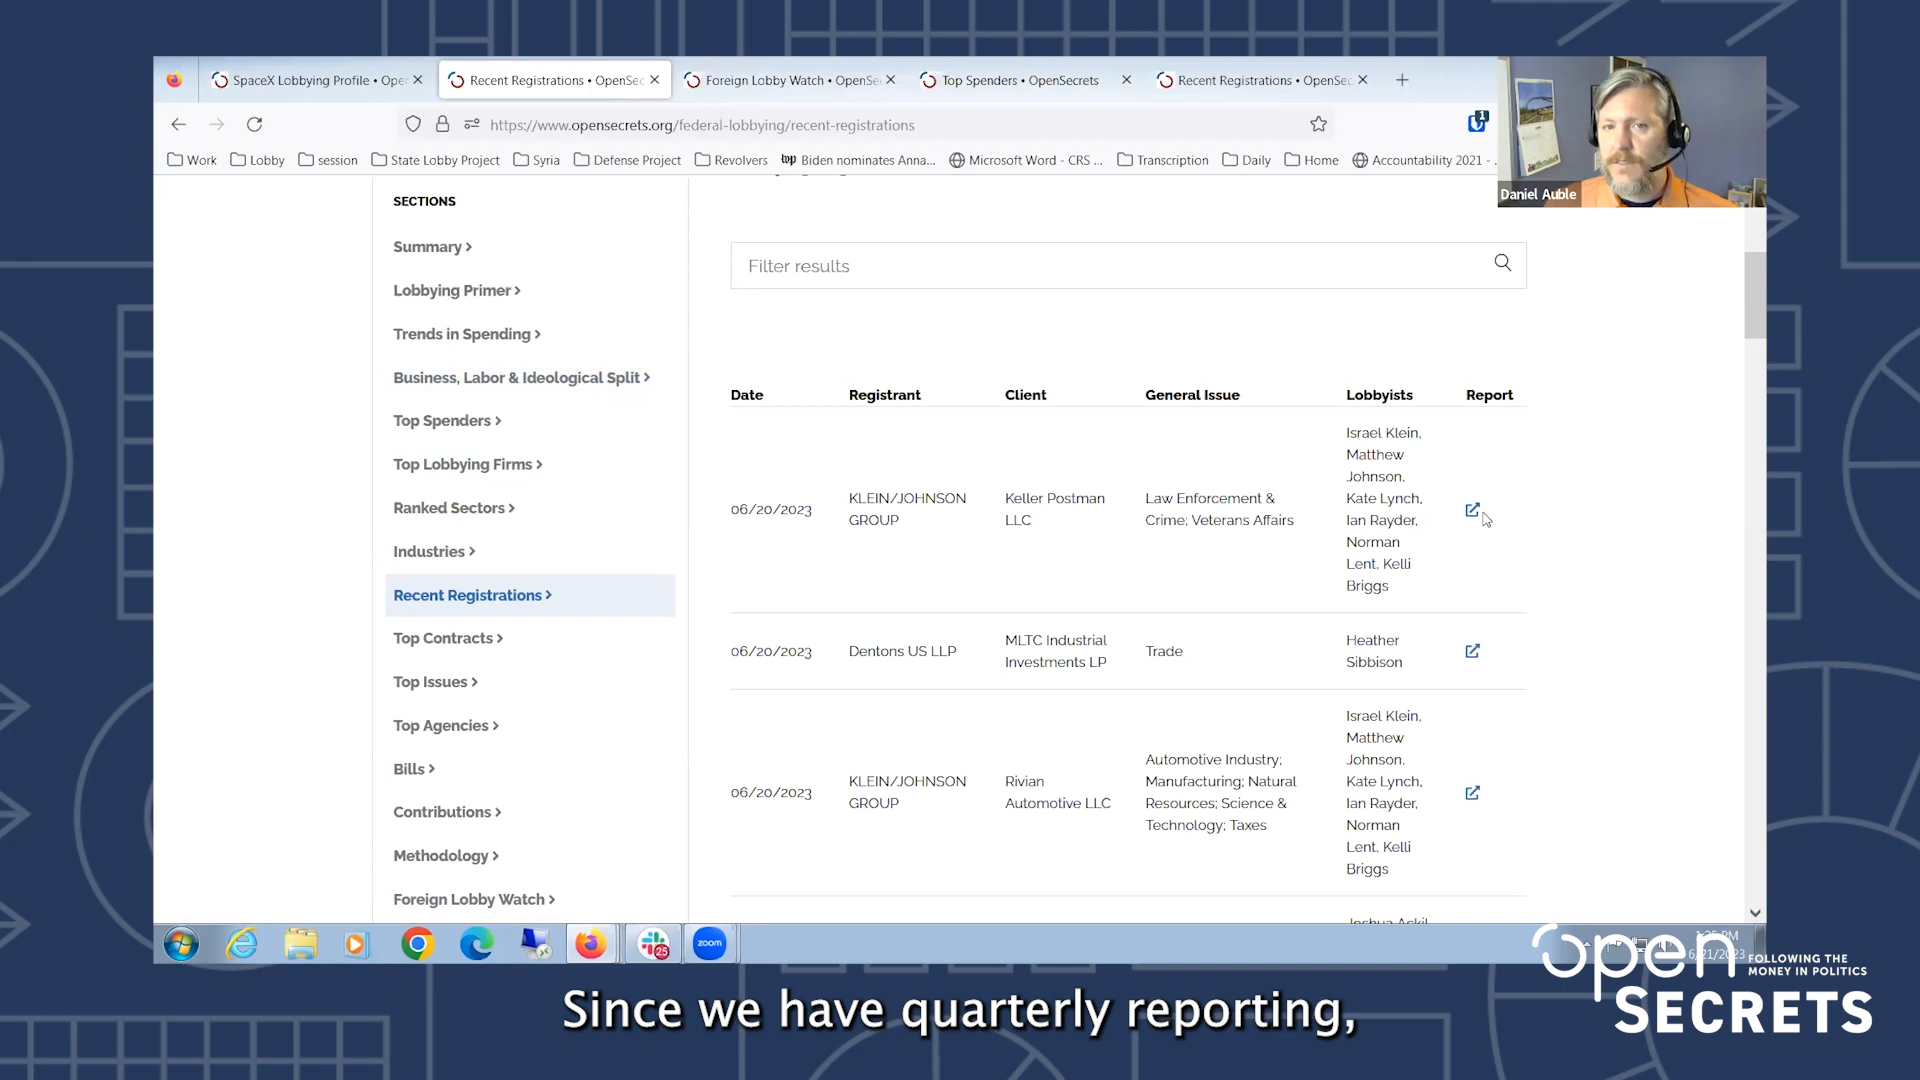 SpaceX Lobbying Profile • Oper
Recent Registrations • OpenSec
Foreign Lobby Watch • OpenSe
Top Spenders • OpenSecrets
Recent Registrations • OpenSec
https://www.opensecrets.org/federal-lobbying/recent-registrations
1
Work
Lobby
session
State Lobby Project
Syria
Defense Project
Revolvers
Biden nominates Anna...
Microsoft Word - CRS ...
Transcription
Daily
Home
Accountability 2021 - ..
Daniel Auble
SECTIONS
Summary
Lobbying Primer
Trends in Spending
Business, Labor & Ideological Split
Top Spenders
Top Lobbying Firms
Ranked Sectors
Industries
Recent Registrations
Top Contracts
Top Issues
Top Agencies
Bills
Contributions
Methodology
Foreign Lobby Watch
Filter results
Date Registrant Client General Issue Lobbyists Report
06/20/2023
KLEIN/JOHNSON
GROUP
Keller Postman
LLC
Law Enforcement &
Crime; Veterans Affairs
Israel Klein,
Matthew
Johnson,
Kate Lynch,
Ian Rayder,
Norman
Lent, Kelli
Briggs
06/20/2023
Dentons US LLP
MLTC Industrial
Investments LP
Trade
Heather
Sibbison
06/20/2023
KLEIN/JOHNSON
GROUP
Rivian
Automotive LLC
Automotive Industry;
Manufacturing; Natural
Resources; Science &
Technology; Taxes
Israel Klein,
Matthew
Johnson,
Kate Lynch,
Ian Rayder,
Norman
Lent, Kelli
Briggs
25
zoom
6/21/2023
open
SECRETS
FOLLOWING THE
MONEY IN POLITICS
Since we have quarterly reporting,